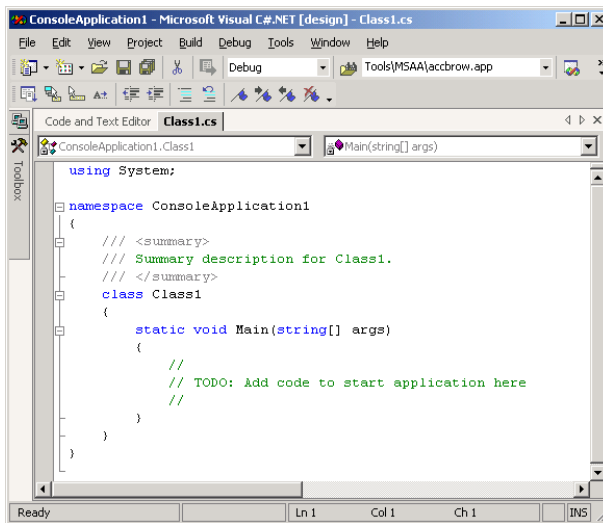 ConsoleApplication1 - Microsoft Visual C#.NET [design] - Class1.cs
File Edit View Project Build Debug Tools Window Help
Debug Tools\MSAA\accbrow.app
Code and Text Editor Class1.cs
ConsoleApplication1.Class1 Main(string[] args)
Toolbox
using System;
namespace ConsoleApplication1
{
/// <summary>
/// Summary description for Class1.
/// </summary>
class Class1
{
static void Main(string[] args)
{
//
// TODO: Add code to start application here
//
}
}
}
Ready Ln 1 Col 1 Ch 1 INS